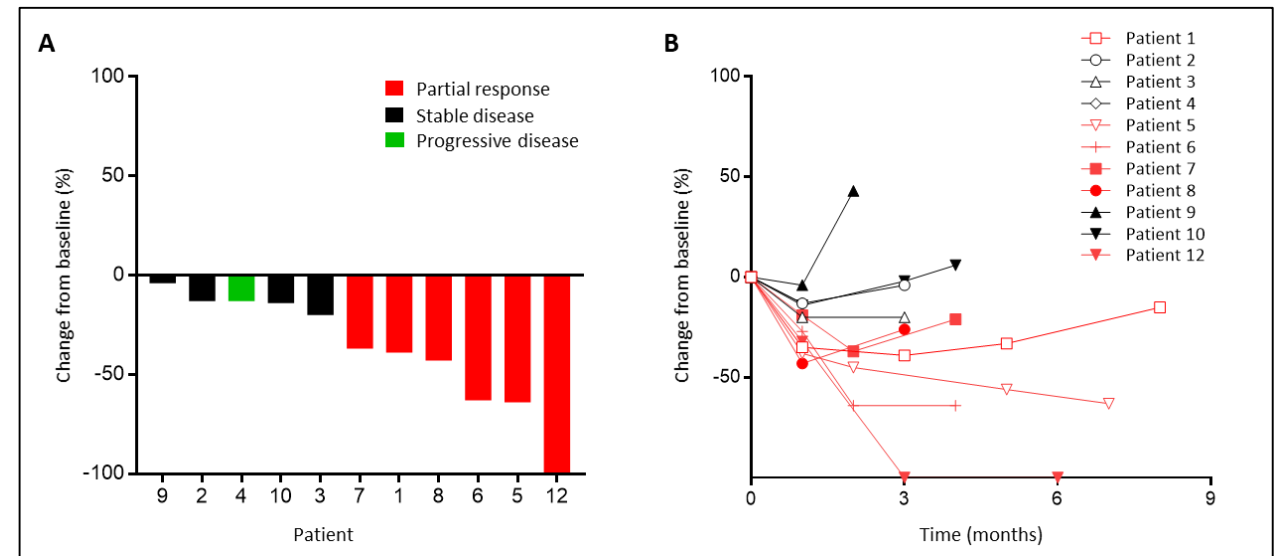 A
100
50
0
-50
-100
Change from baseline (%)
Partial response
Stable disease
Progressive disease
9 2 4 10 3 7 1 8 6 5 12
Patient
B
100
50
0
-50
Change from baseline (%)
Patient 1
Patient 2
Patient 3
Patient 4
Patient 5
Patient 6
Patient 7
Patient 8
Patient 9
Patient 10
Patient 12
0 3 6 9
Time (months)